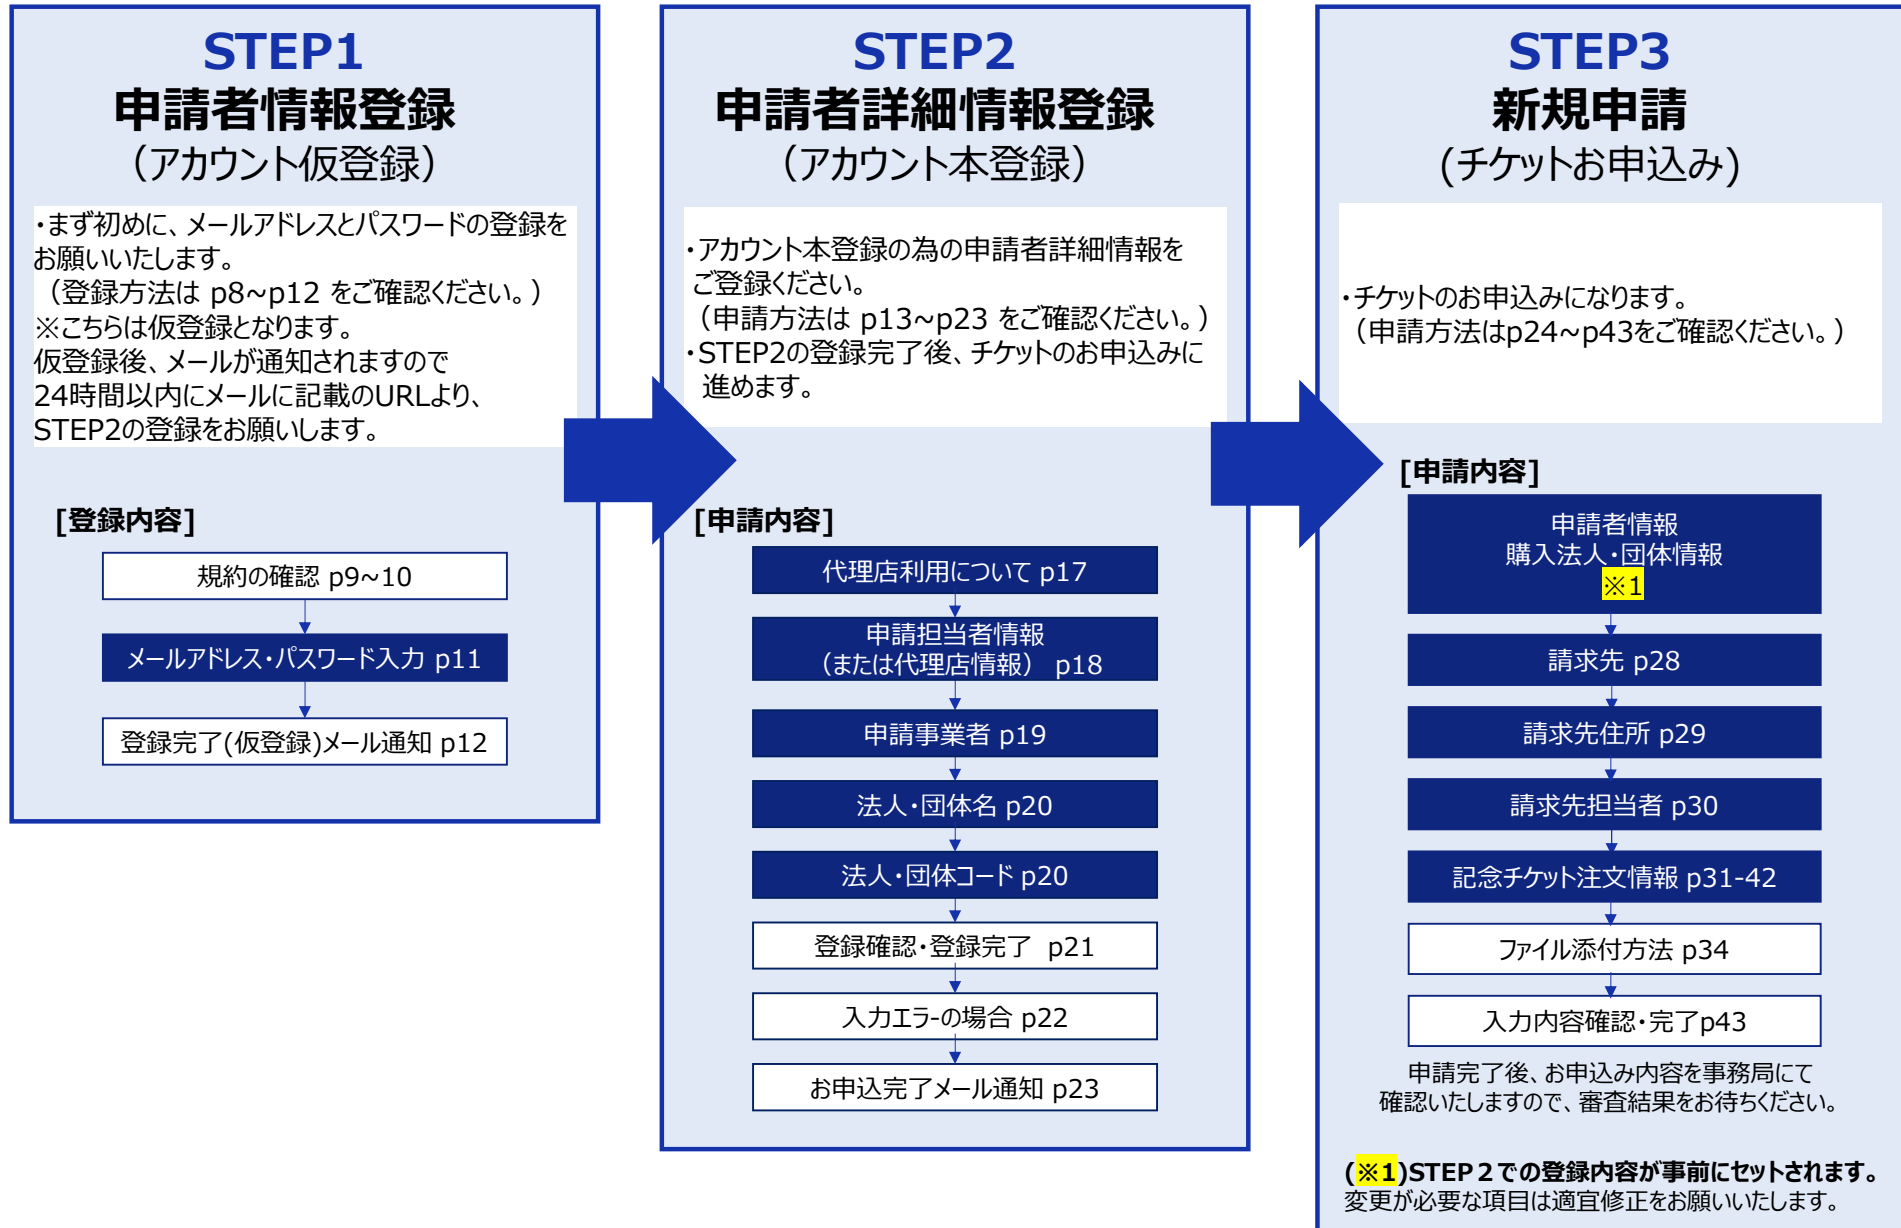 STEP1
申請者情報登録
（アカウント仮登録）
・まず初めに、メールアドレスとパスワードの登録を
お願いいたします。
（登録方法は p8~p12 をご確認ください。）
※こちらは仮登録となります。
仮登録後、メールが通知されますので
24時間以内にメールに記載のURLより、
STEP2の登録をお願いします。
[登録内容]
規約の確認 p9~10
メールアドレス・パスワード入力 p11
登録完了(仮登録)メール通知 p12
STEP2
申請者詳細情報登録
（アカウント本登録）
・アカウント本登録の為の申請者詳細情報を
ご登録ください。
（申請方法は p13~p23 をご確認ください。）
・STEP2の登録完了後、チケットのお申込みに
進めます。
[申請内容]
代理店利用について p17
申請担当者情報
（または代理店情報） p18
申請事業者 p19
法人・団体名 p20
法人・団体コード p20
登録確認・登録完了 p21
入力エラーの場合 p22
お申込完了メール通知 p23
STEP3
新規申請
(チケットお申込み)
・チケットのお申込みになります。
（申請方法はp24~p43をご確認ください。）
[申請内容]
申請者情報
購入法人・団体情報
※1
請求先 p28
請求先住所 p29
請求先担当者 p30
記念チケット注文情報 p31-42
ファイル添付方法 p34
入力内容確認・完了p43
申請完了後、お申込み内容を事務局にて
確認いたしますので、審査結果をお待ちください。
(※1)STEP２での登録内容が事前にセットされます。
変更が必要な項目は適宜修正をお願いいたします。